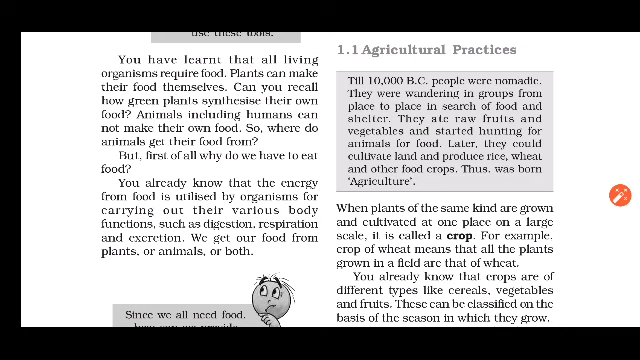 use these tools.
You have learnt that all living
organisms require food. Plants can make
their food themselves. Can you recall
how green plants synthesise their own
food? Animals including humans can
not make their own food. So, where do
animals get their food from?
But, first of all why do we have to eat
food?
You already know that the energy
from food is utilised by organisms for
carrying out their various body
functions, such as digestion, respiration
and excretion. We get our food from
plants, or animals, or both.
Since we all need food,
how can we provide
1.1 Agricultural Practices
Till 10,000 B.C. people were nomadic.
They were wandering in groups from
place to place in search of food and
shelter. They ate raw fruits and
vegetables and started hunting for
animals for food. Later, they could
cultivate land and produce rice, wheat
and other food crops. Thus, was born
'Agriculture'.
When plants of the same kind are grown
and cultivated at one place on a large
scale, it is called a crop. For example,
crop of wheat means that all the plants
grown in a field are that of wheat.
You already know that crops are of
different types like cereals, vegetables
and fruits. These can be classified on the
basis of the season in which they grow.